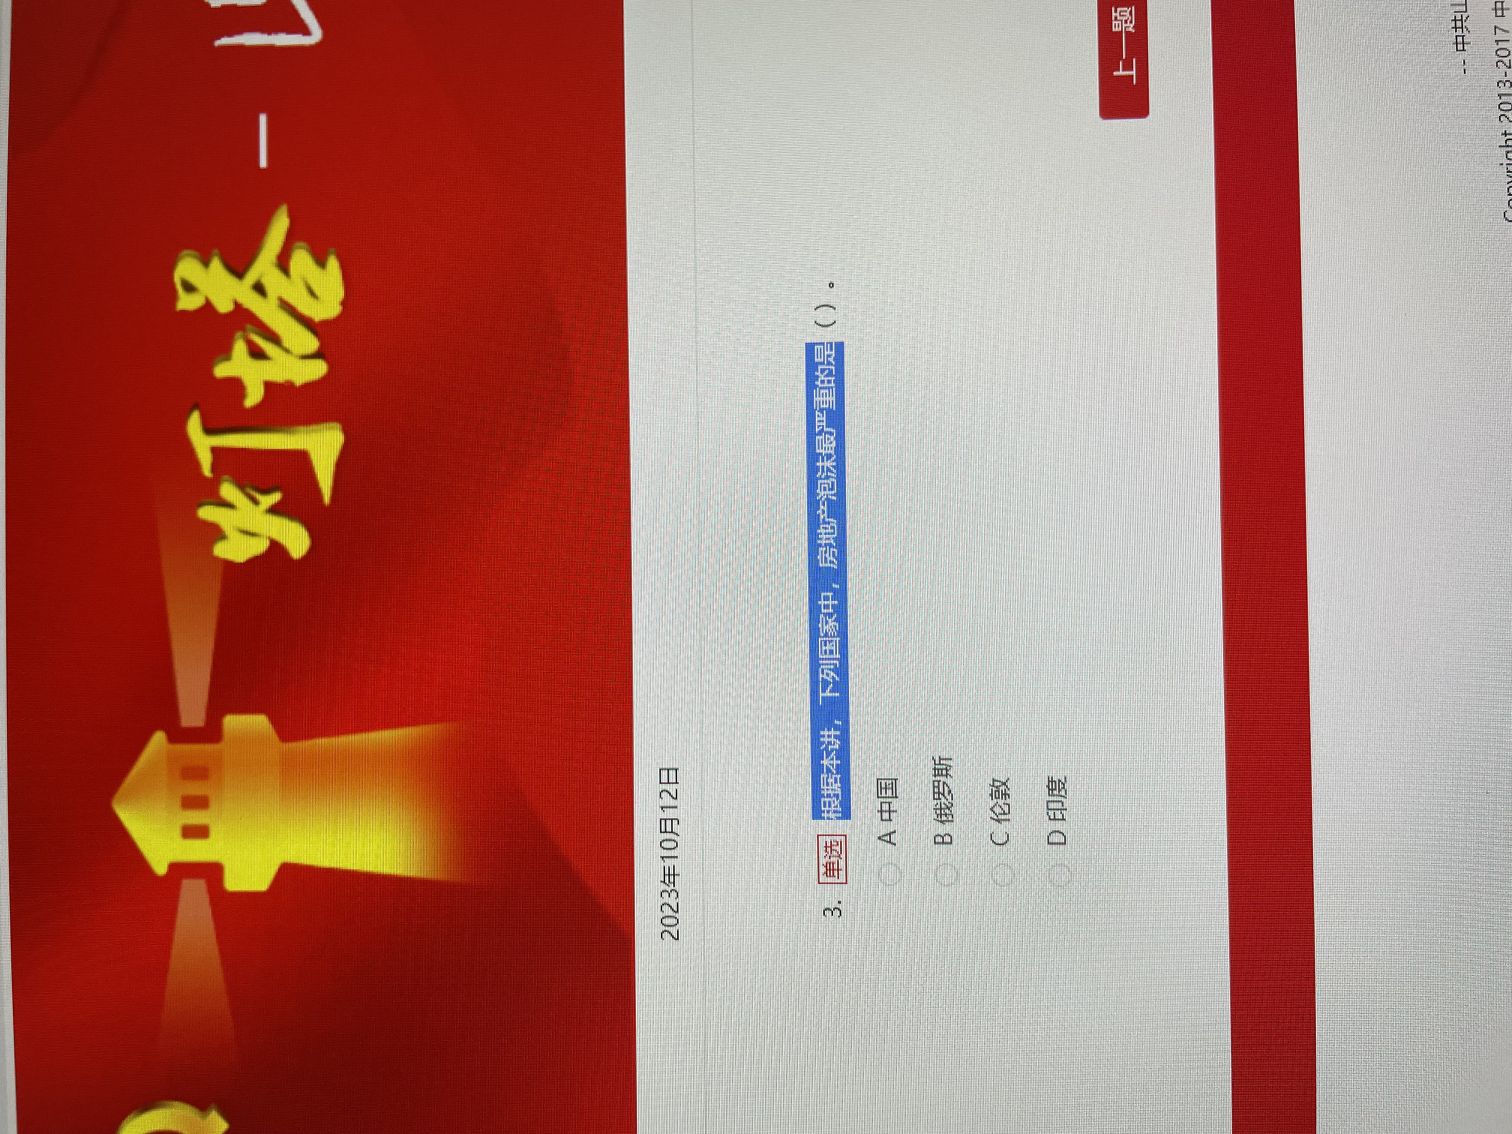 灯塔 —
2023年10月12日
3. 单选 根据本讲，下列国家中，房地产泡沫最严重的是（ ）。
A 中国
B 俄罗斯
C 伦敦
D 印度
上一题
-- 中共山
Copyright 2013-2017 中